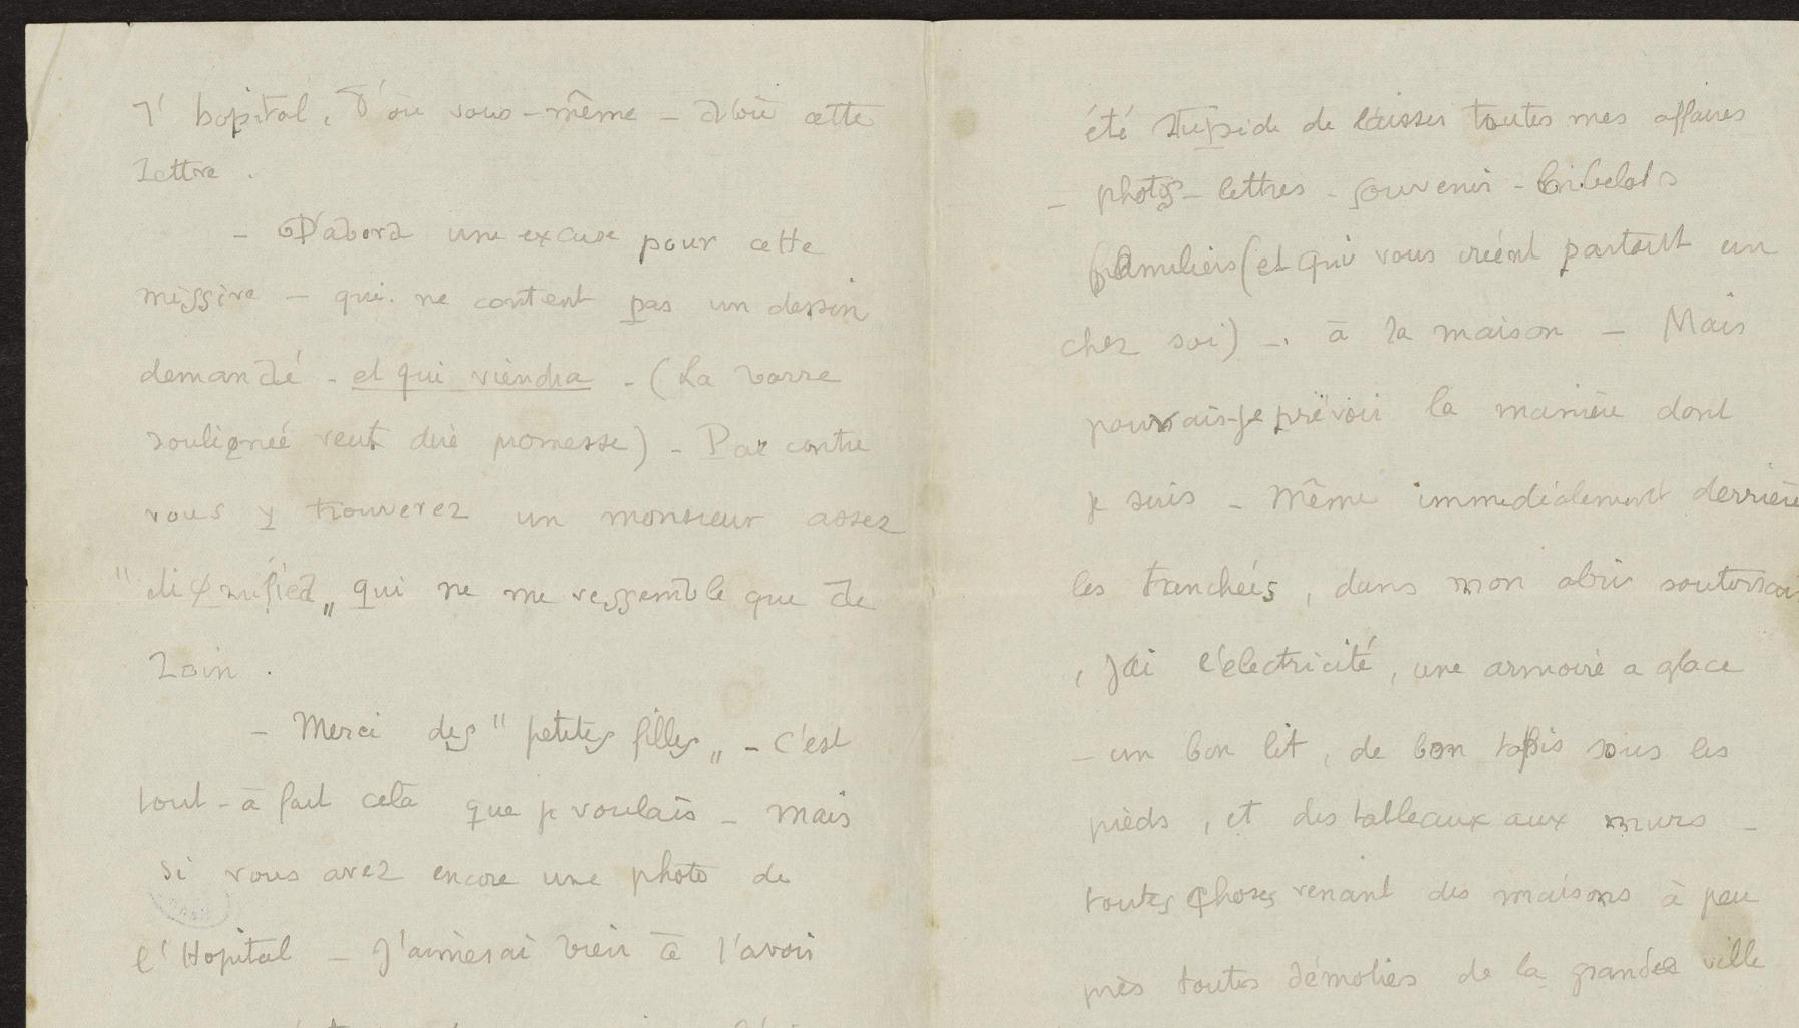 l'hopital, d'où vous-même - d'où cette
lettre.
- D'abord une excuse pour cette
missive - qui ne contient pas un dessin
demandé - et qui viendra - (La barre
soulignée veut dire promesse) - Par contre
vous y trouverez un monsieur assez
"dignified" qui ne me ressemble que de
loin.
- Merci des "petites filles" - c'est
tout-à fait cela que je voulais - Mais
si vous avez encore une photo de
l'Hopital - J'aimerai bien à l'avoir
été stupide de laisser toutes mes affaires
- photos - lettres - souvenir - bibelots
familiers (et qui vous créent partout un
chez soi) - à la maison - Mais
pouvais-je prévoir la manière dont
je suis - Même immediatement derrière
les tranchées, dans mon abri souterrai
, J'ai l'électricité, une armoire a glace
- un bon lit, de bon tapis sous les
pieds, et des tableaux aux murs -
toutes choses venant des maisons à peu
près toutes démolies de la grande ville